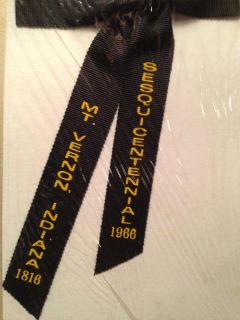 MT. VERNON, INDIANA
1816
SESQUICENTENNIAL
1966